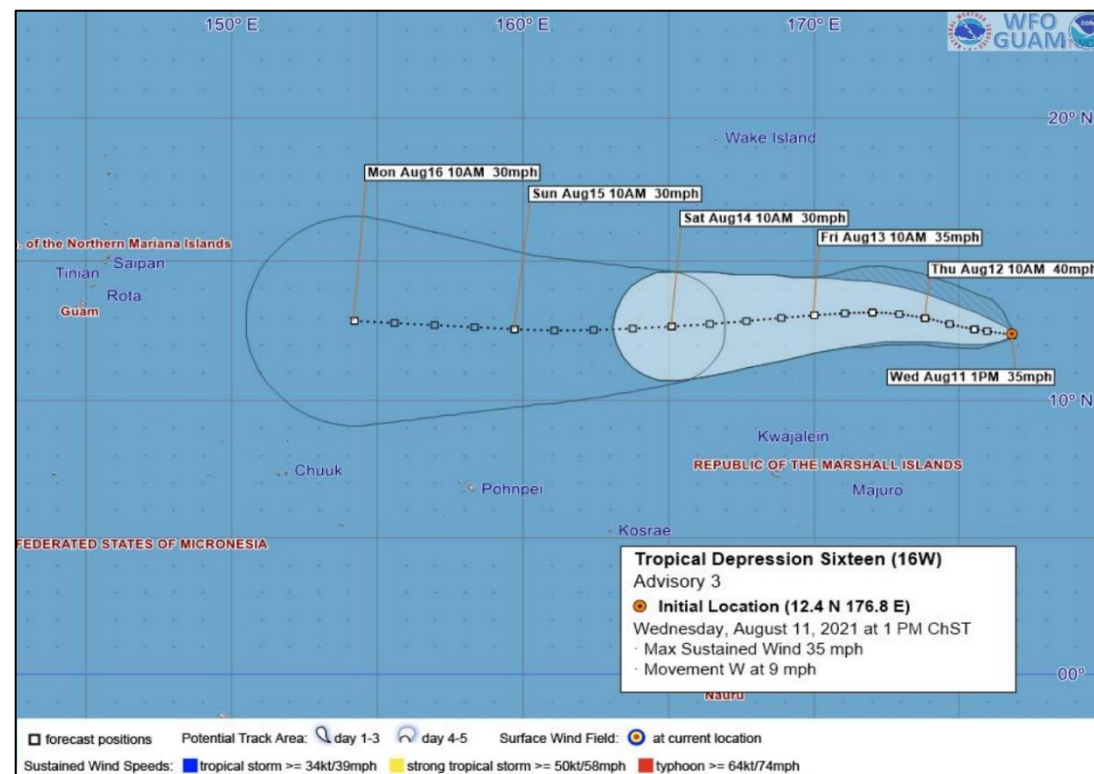 150° E
160° E
170° E
WFO
GUAM
20° N
Wake Island
Mon Aug16 10AM 30mph
Sun Aug15 10AM 30mph
Sat Aug14 10AM 30mph
Fri Aug13 10AM 35mph
. of the Northern Mariana Islands
Saipan
Tinian
Thu Aug12 10AM 40mph
Rota
Guam
Wed Aug11 1PM 35mph
10° N
Kwajalein
REPUBLIC OF THE MARSHALL ISLANDS
Chuuk
Pohnpei
Majuro
Kosrae
FEDERATED STATES OF MICRONESIA
Tropical Depression Sixteen (16W)
Advisory 3
Initial Location (12.4 N 176.8 E)
Wednesday, August 11, 2021 at 1 PM ChST
· Max Sustained Wind 35 mph
· Movement W at 9 mph
00°
Nauru
forecast positions Potential Track Area: day 1-3 day 4-5 Surface Wind Field: at current location
Sustained Wind Speeds: tropical storm >= 34kt/39mph strong tropical storm >= 50kt/58mph typhoon >= 64kt/74mph